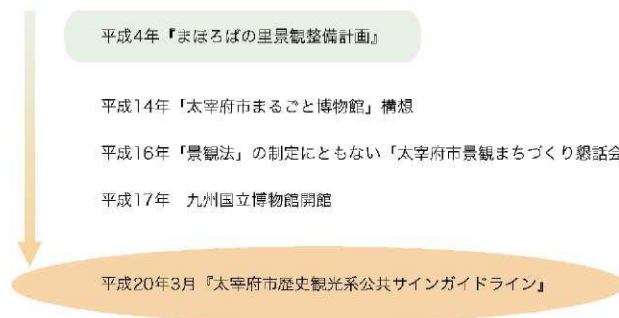 平成4年『まほろばの里景観整備計画』
平成14年「太宰府市まるごと博物館」構想
平成16年「景観法」の制定にともない「太宰府市景観まちづくり懇話会
平成17年　九州国立博物館開館
平成20年3月『太宰府市歴史観光系公共サインガイドライン』